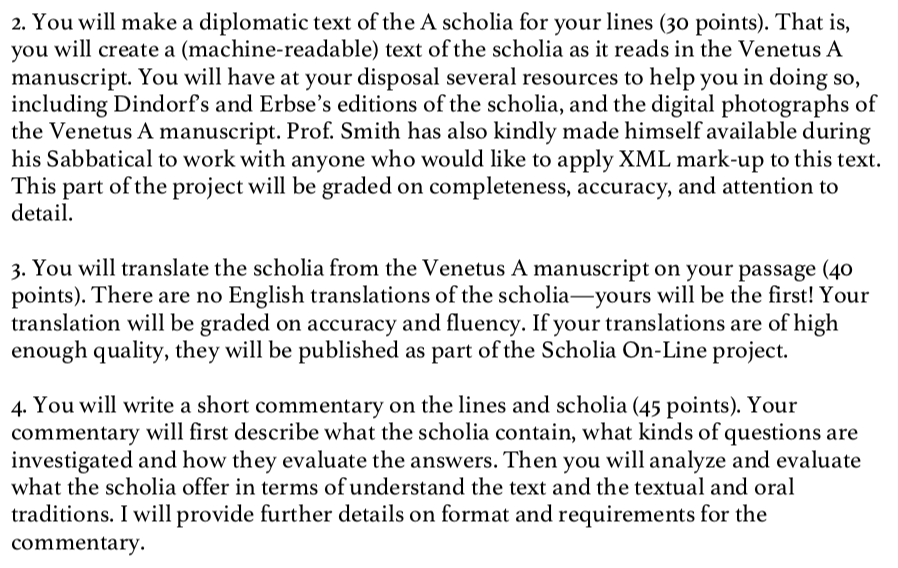 2. You will make a diplomatic text of the A scholia for your lines (30 points). That is,
you will create a (machine-readable) text of the scholia as it reads in the Venetus A
manuscript. You will have at your disposal several resources to help you in doing so,
including Dindorf's and Erbse's editions of the scholia, and the digital photographs of
the Venetus A manuscript. Prof. Smith has also kindly made himself available during
his Sabbatical to work with anyone who would like to apply XML mark-up to this text.
This part of the project will be graded on completeness, accuracy, and attention to
detail.
3. You will translate the scholia from the Venetus A manuscript on your passage (40
points). There are no English translations of the scholia—yours will be the first! Your
translation will be graded on accuracy and fluency. If your translations are of high
enough quality, they will be published as part of the Scholia On-Line project.
4. You will write a short commentary on the lines and scholia (45 points). Your
commentary will first describe what the scholia contain, what kinds of questions are
investigated and how they evaluate the answers. Then you will analyze and evaluate
what the scholia offer in terms of understand the text and the textual and oral
traditions. I will provide further details on format and requirements for the
commentary.